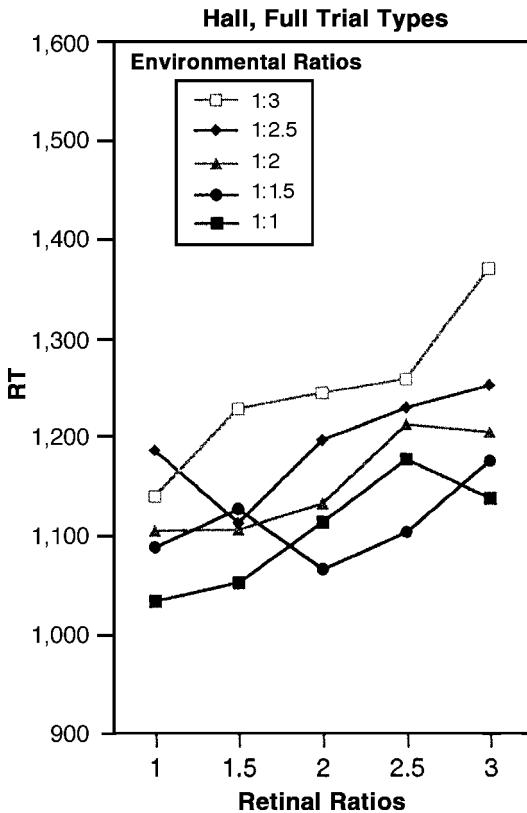 Hall, Full Trial Types
Environmental Ratios
1:3
1:2.5
1:2
1:1.5
1:1
RT
1,600
1,500
1,400
1,300
1,200
1,100
1,000
900
1 1.5 2 2.5 3
Retinal Ratios